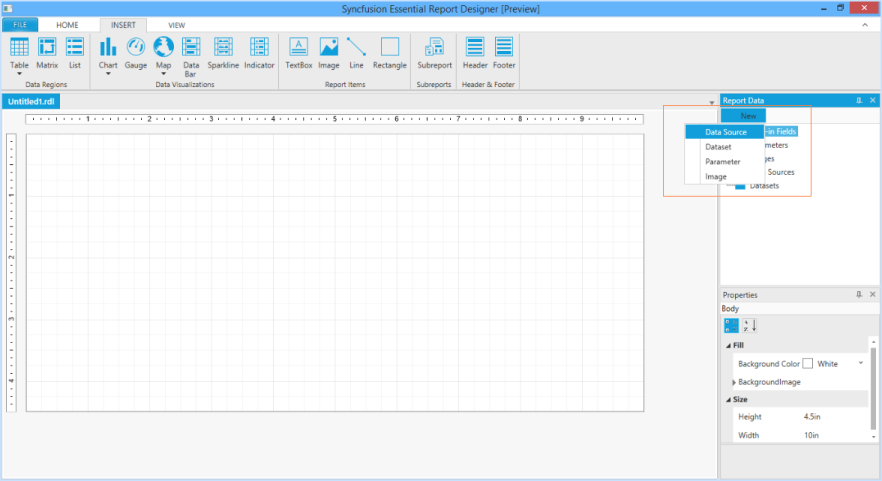 Syncfusion Essential Report Designer [Preview]
FILE HOME INSERT VIEW
Table Matrix List Chart Gauge Map Data Bar Sparkline Indicator TextBox Image Line Rectangle Subreport Header Footer
Data Regions Data Visualizations Report Items Subreports Header & Footer
Untitled1.rdl
1 2 3 4 5 6 7 8 9
1
2
3
4
Report Data
New
Data Source
Dataset
Parameter
Image
-in Fields
meters
ges
Sources
Datasets
Properties
Body
Fill
Background Color White
BackgroundImage
Size
Height 4.5in
Width 10in